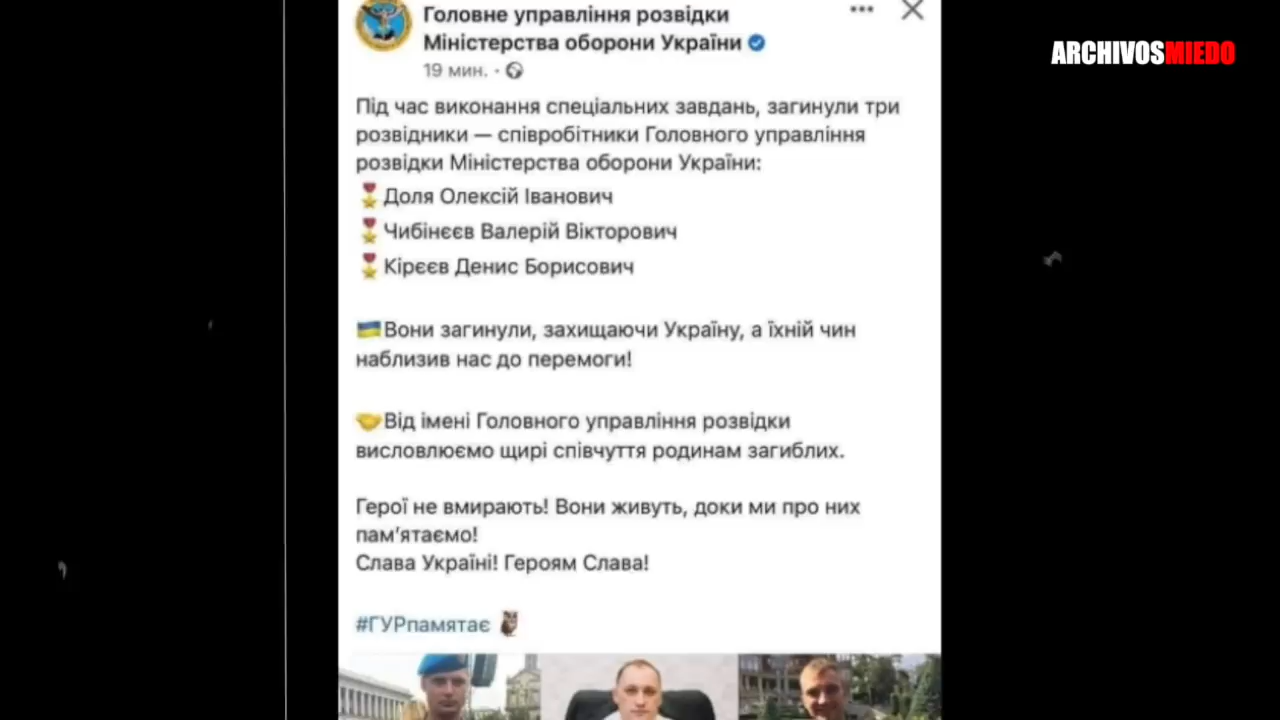 Головне управління розвідки
Міністерства оборони України
19 мин. ·
ARCHIVOSMIEDO
Під час виконання спеціальних завдань, загинули три
розвідники — співробітники Головного управління
розвідки Міністерства оборони України:
Доля Олексій Іванович
Чибінєєв Валерій Вікторович
Кірєєв Денис Борисович
Вони загинули, захищаючи Україну, а їхній чин
наблизив нас до перемоги!
Від імені Головного управління розвідки
висловлюємо щирі співчуття родинам загиблих.
Герої не вмирають! Вони живуть, доки ми про них
пам'ятаємо!
Слава Україні! Героям Слава!
#ГУРпамятає